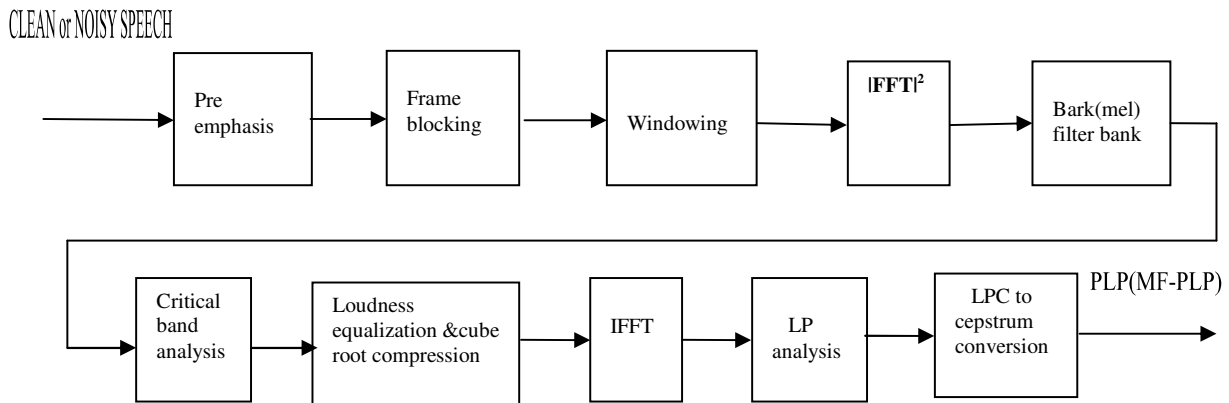 CLEAN or NOISY SPEECH
Pre
emphasis
Frame
blocking
Windowing
|FFT|²
Bark(mel)
filter bank
Critical
band
analysis
Loudness
equalization &cube
root compression
IFFT
LP
analysis
LPC to
cepstrum
conversion
PLP(MF-PLP)